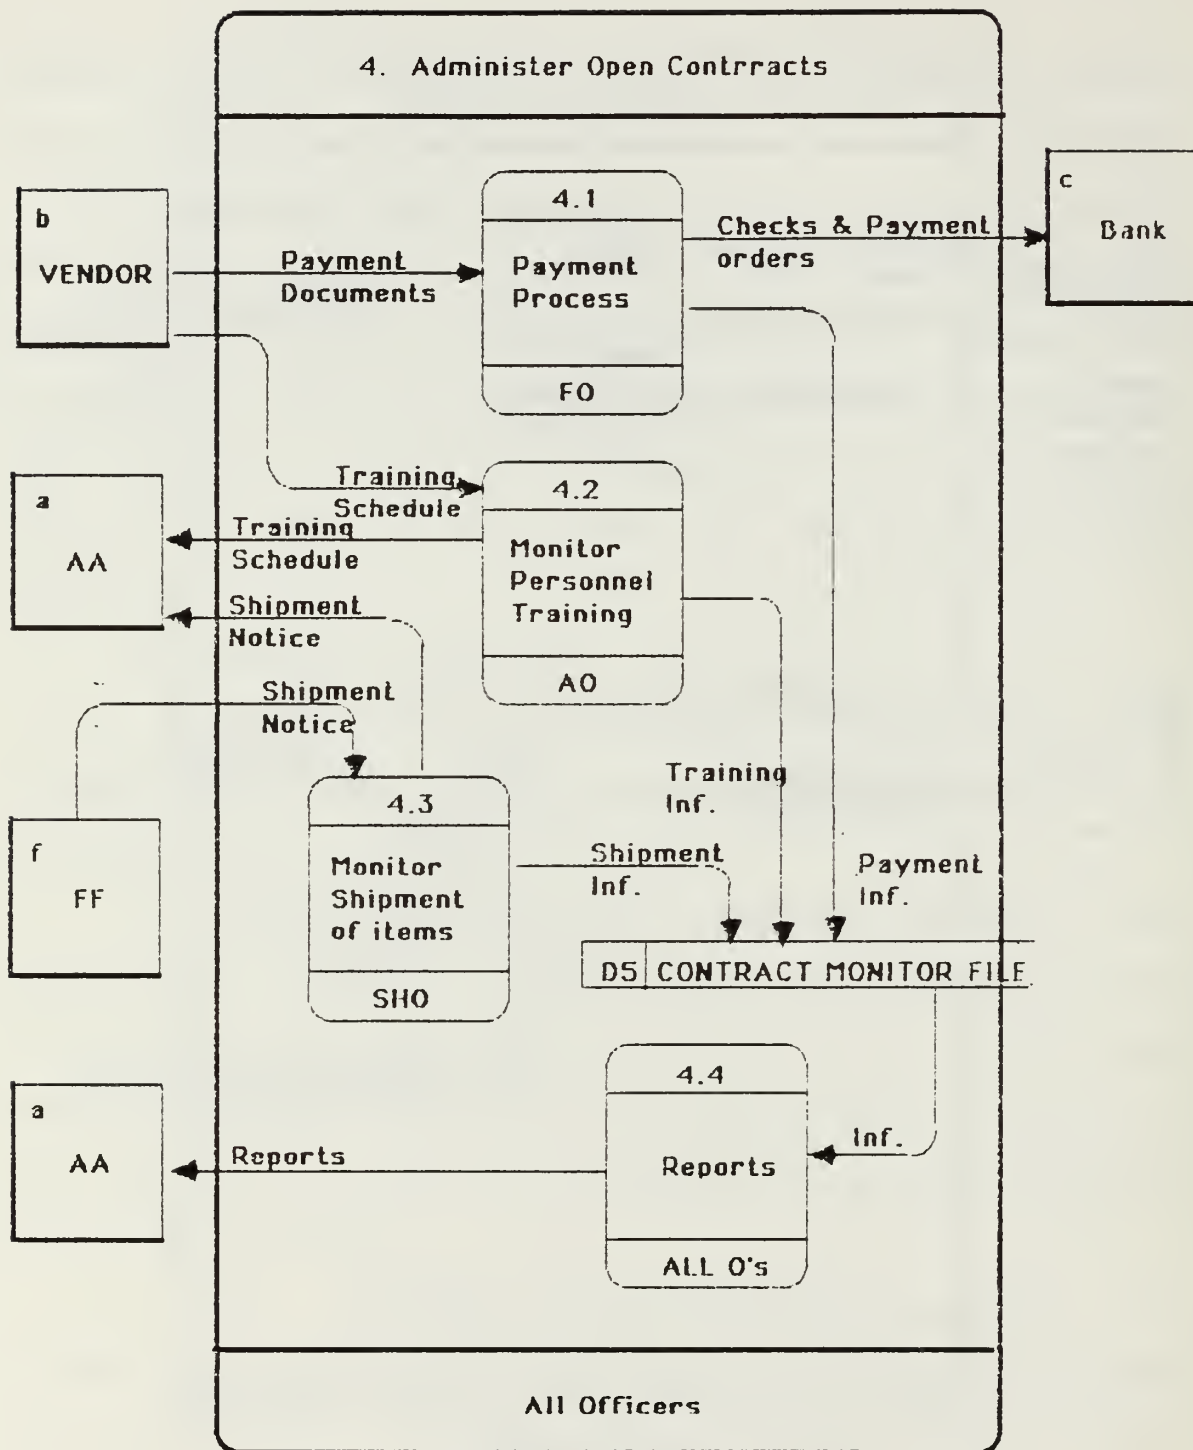 4. Administer Open Contrracts
b
VENDOR
Payment
Documents
4.1
Payment
Process
FO
Checks & Payment
orders
c
Bank
Training
Schedule
a
AA
Training
Schedule
4.2
Monitor
Personnel
Training
AO
Shipment
Notice
Shipment
Notice
f
FF
4.3
Monitor
Shipment
of items
SHO
Training
Inf.
Shipment
Inf.
Payment
Inf.
D5 CONTRACT MONITOR FILE
a
AA
Reports
4.4
Reports
ALL O's
Inf.
All Officers